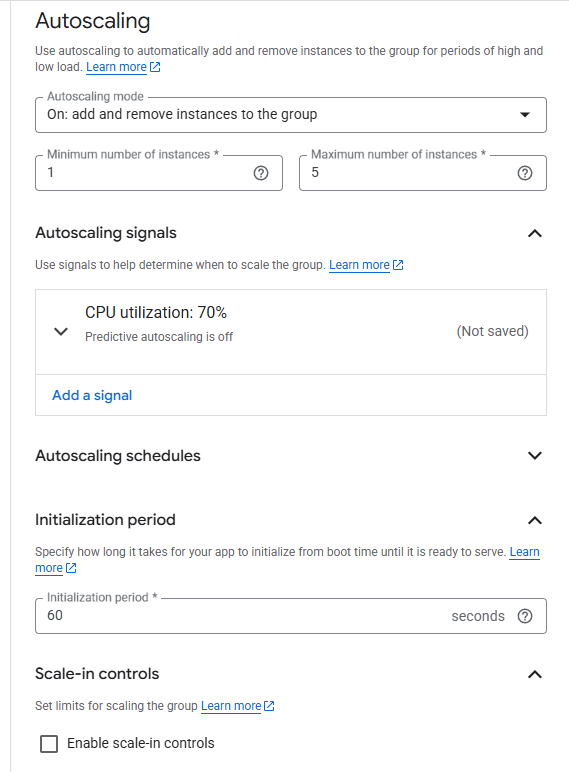 Autoscaling
Use autoscaling to automatically add and remove instances to the group for periods of high and
low load. Learn more
Autoscaling mode
On: add and remove instances to the group
Minimum number of instances *
1
Maximum number of instances *
5
Autoscaling signals
Use signals to help determine when to scale the group. Learn more
CPU utilization: 70%
Predictive autoscaling is off
(Not saved)
Add a signal
Autoscaling schedules
Initialization period
Specify how long it takes for your app to initialize from boot time until it is ready to serve. Learn
more
Initialization period *
60 seconds
Scale-in controls
Set limits for scaling the group Learn more
Enable scale-in controls